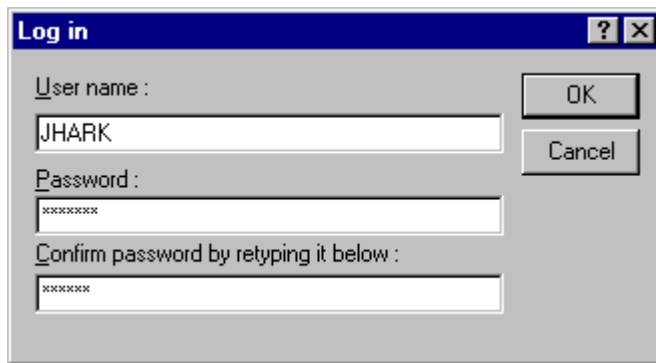 Log in
User name :
JHARK
OK
Cancel
Password :
*******
Confirm password by retyping it below :
******